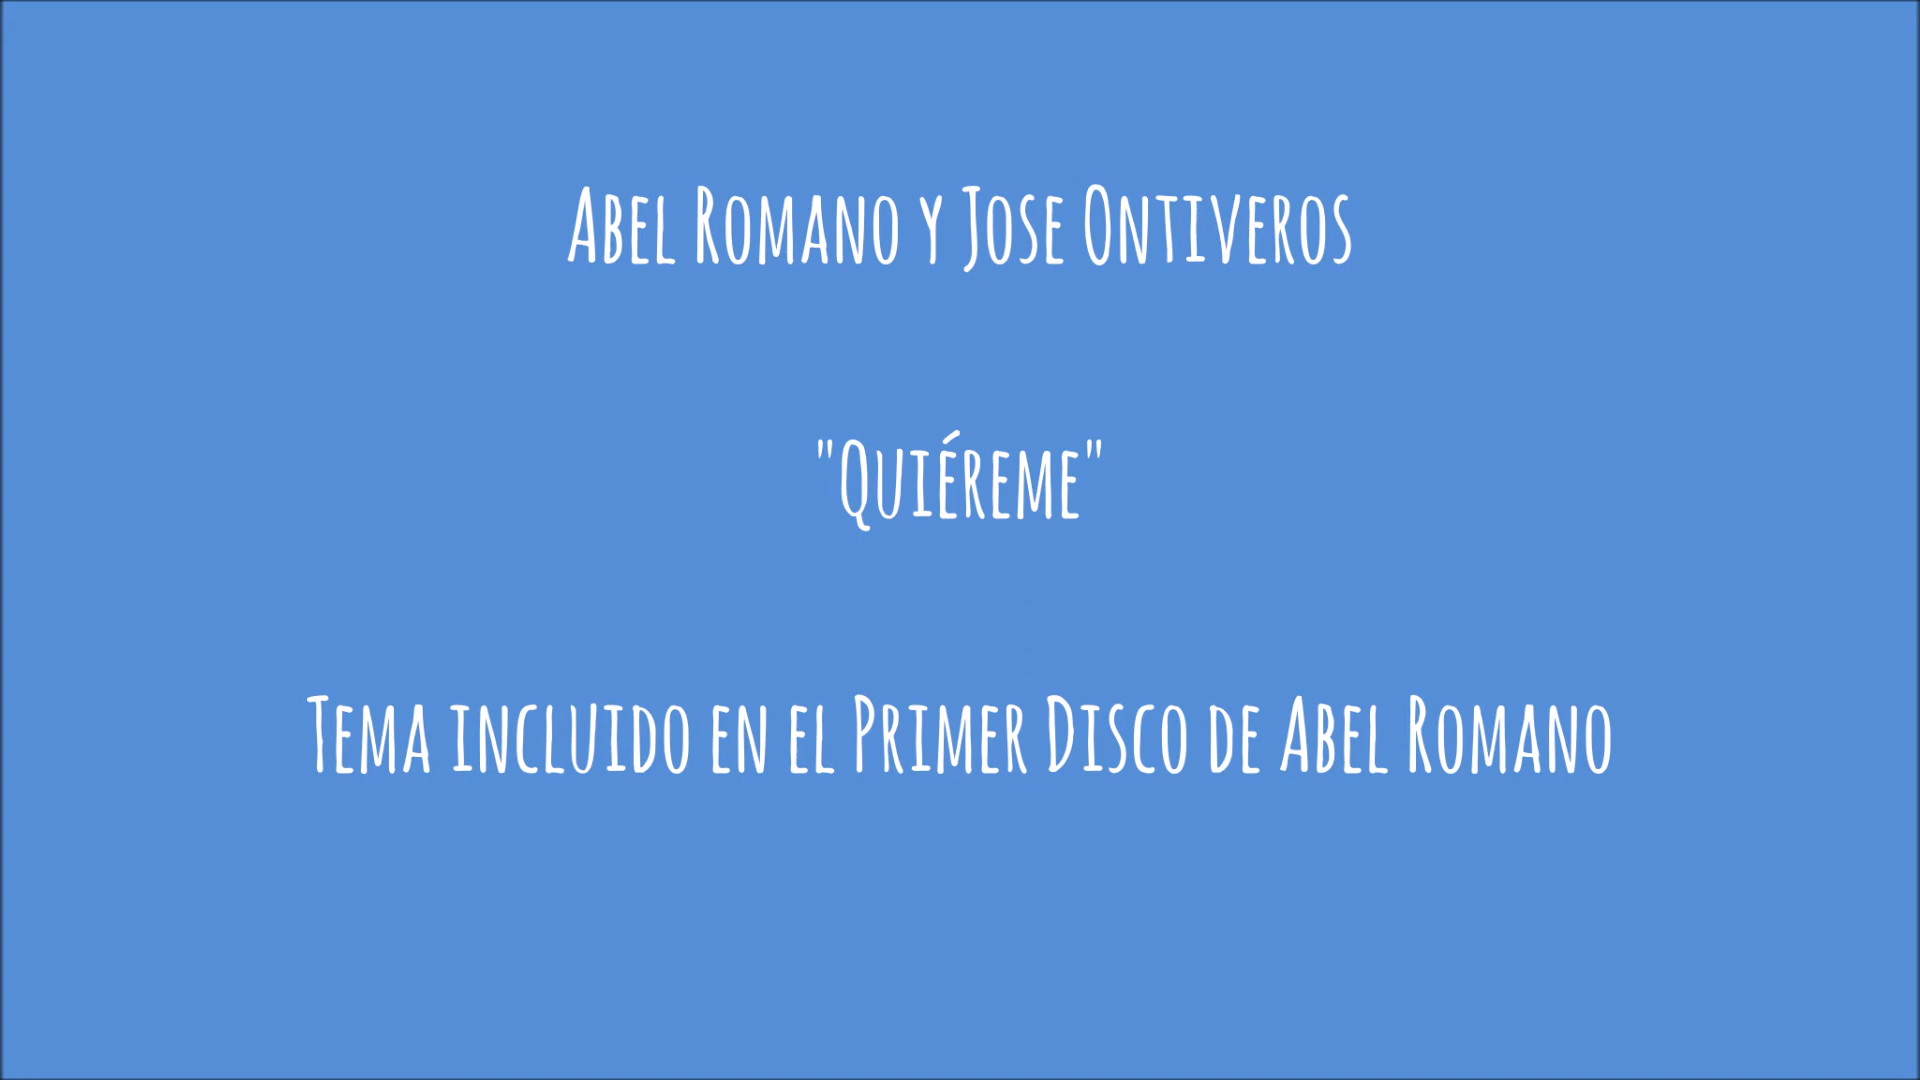 Abel Romano y Jose Ontiveros
"Quiéreme"
Tema incluido en el Primer Disco de Abel Romano